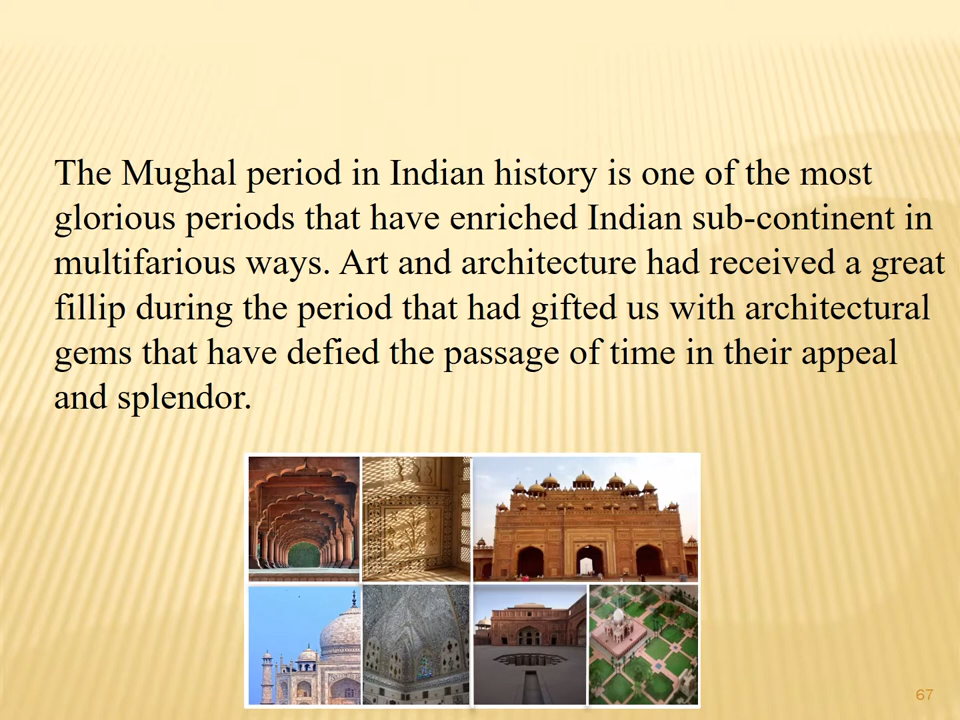 The Mughal period in Indian history is one of the most
glorious periods that have enriched Indian sub-continent in
multifarious ways. Art and architecture had received a great
fillip during the period that had gifted us with architectural
gems that have defied the passage of time in their appeal
and splendor.
67